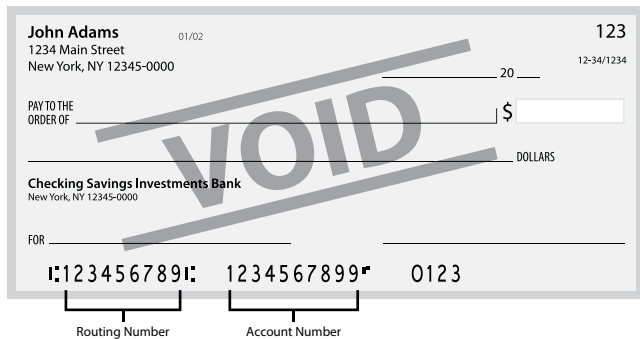 John Adams 01/02 123
1234 Main Street
New York, NY 12345-0000 12-34/1234
20
PAY TO THE
ORDER OF $
VOID
DOLLARS
Checking Savings Investments Bank
New York, NY 12345-0000
FOR
⑆123456789⑆ 12345678999⑈ 0123
Routing Number Account Number